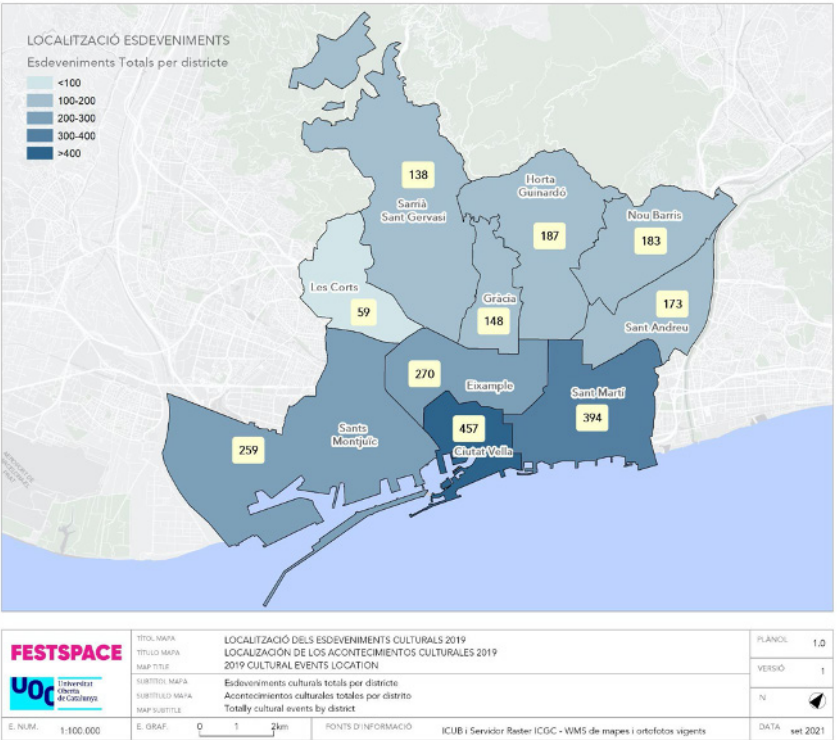 LOCALITZACIÓ ESDEVENIMENTS
Esdeveniments Totals per districte
<100
100-200
200-300
300-400
>400
138
Sarrià
Sant Gervasi
Horta
Guinardó
187
Nou Barris
183
Les Corts
59
Gràcia
148
173
Sant Andreu
270
Eixample
Sant Martí
394
Sants
Montjuïc
259
457
Ciutat Vella
FESTSPACE
UOC
Universitat
Oberta
de Catalunya
TÍTOL MAPA
LOCALITZACIÓ DELS ESDEVENIMENTS CULTURALS 2019
TÍTULO MAPA
LOCALIZACIÓN DE LOS ACONTECIMIENTOS CULTURALES 2019
MAP TITLE
2019 CULTURAL EVENTS LOCATION
SUBTÍTOL MAPA
Esdeveniments culturals totals per districte
SUBTÍTULO MAPA
Acontecimientos culturales totales por distrito
MAP SUBTITLE
Totally cultural events by district
PLÀNOL 1.0
VERSIÓ 1
N
E. NUM. 1:100.000
E. GRAF. 0 1 2km
FONTS D'INFORMACIÓ
ICUB i Servidor Raster ICGC - WMS de mapes i ortofotos vigents
DATA set 2021